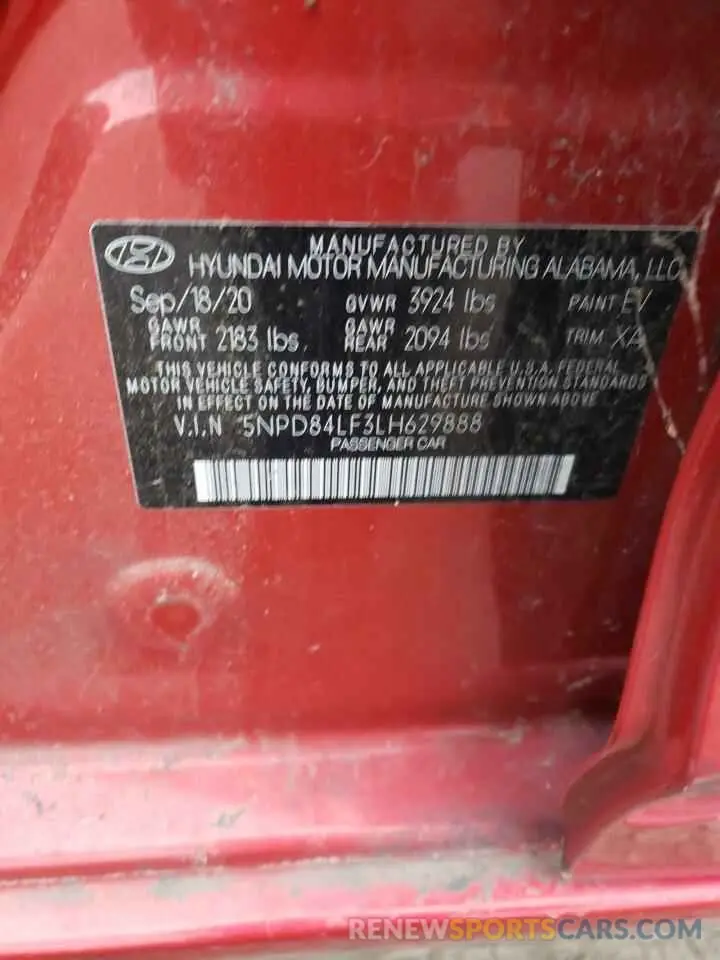 MANUFACTURED BY
HYUNDAI MOTOR MANUFACTURING ALABAMA, LLC
Sep/18/20 GVWR 3924 lbs PAINT EV
GAWR FRONT 2183 lbs. GAWR REAR 2094 lbs TRIM XA
THIS VEHICLE CONFORMS TO ALL APPLICABLE U.S.A. FEDERAL
MOTOR VEHICLE SAFETY, BUMPER, AND THEFT PREVENTION STANDARDS
IN EFFECT ON THE DATE OF MANUFACTURE SHOWN ABOVE.
V.I.N 5NPD84LF3LH629888
PASSENGER CAR
RENEWSPORTSCARS.COM